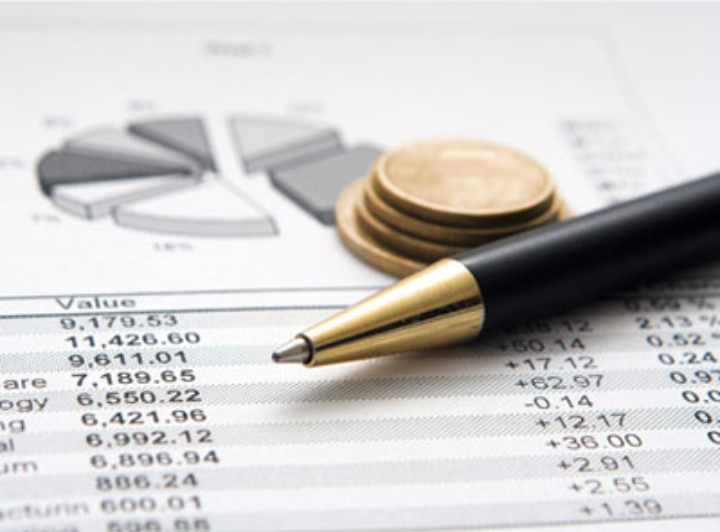 14%
Value
9,179.53
11,426.60 38.12 2.13 %
9,611.01 +50.14 0.52
are 7,189.65 +17.12 0.24
ogy 6,550.22 +62.97 0.97
ng 6,421.96 -0.14 0.0
al 6,992.12 +12.17 0.
um 6,896.94 +36.00 0
886.24 +2.91
cturin 600.01 +2.55
+1.39